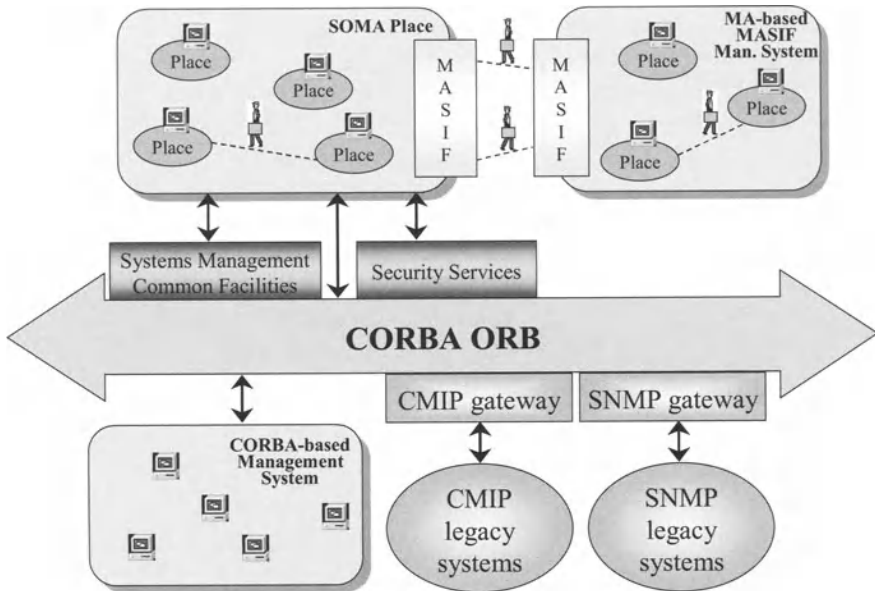 SOMA Place
MA-based
MASIF
Man. System
Place
Place
Place
Place
M
A
S
I
F
M
A
S
I
F
Place
Place
Place
Systems Management
Common Facilities
Security Services
CORBA ORB
CMIP gateway
SNMP gateway
CORBA-based
Management
System
CMIP
legacy
systems
SNMP
legacy
systems